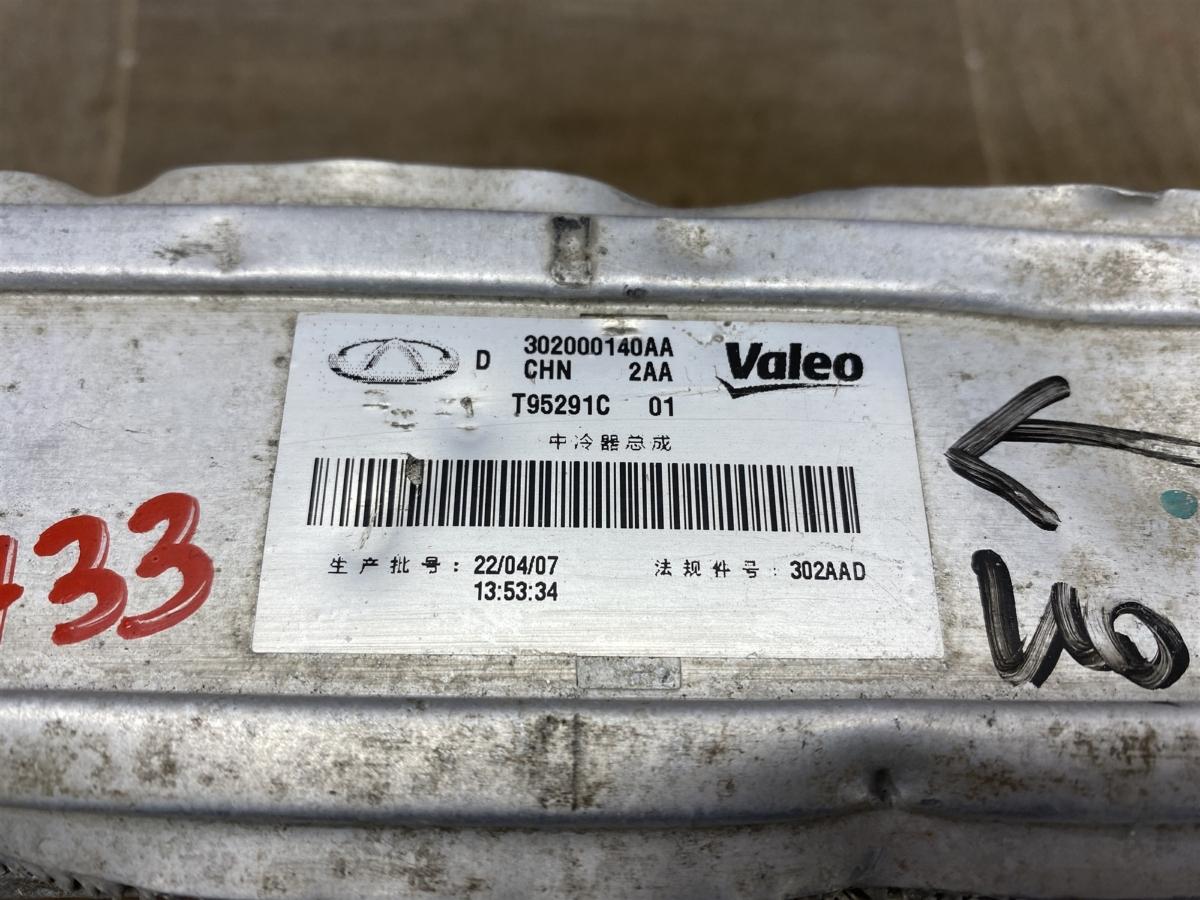 D 302000140AA
CHN 2AA
Valeo
T95291C 01
中冷器总成
生产批号: 22/04/07
13:53:34
法规件号: 302AAD
33